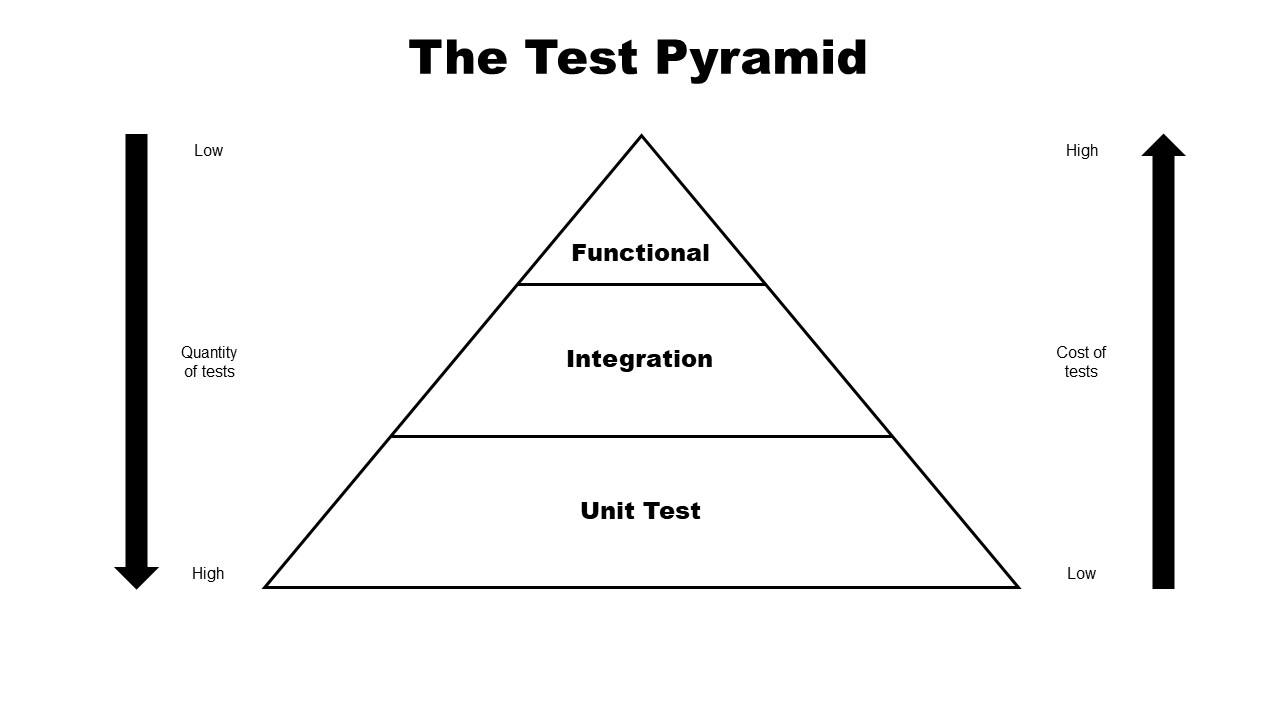 The Test Pyramid
Low
High
Functional
Quantity
of tests
Integration
Cost of
tests
Unit Test
High
Low